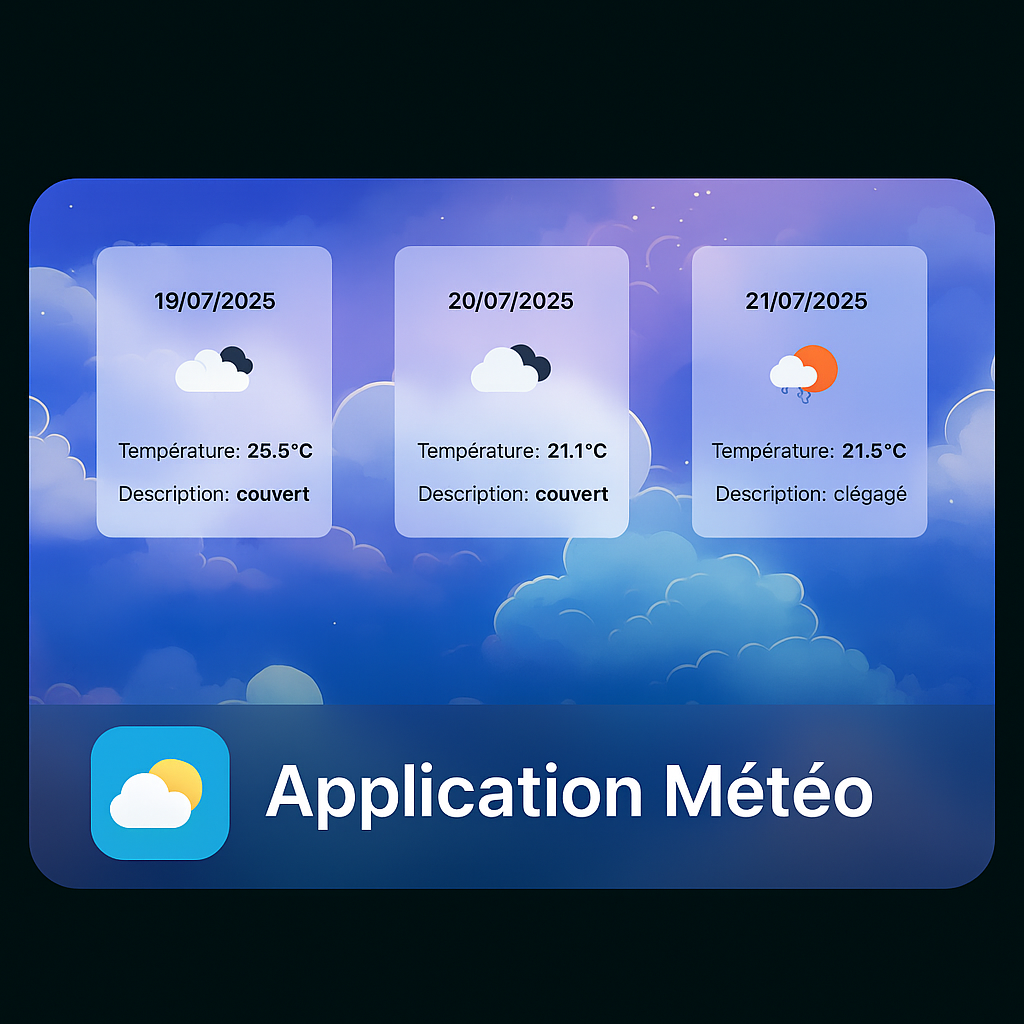 19/07/2025
Température: 25.5°C
Description: couvert
20/07/2025
Température: 21.1°C
Description: couvert
21/07/2025
Température: 21.5°C
Description: clégagé
Application Météo